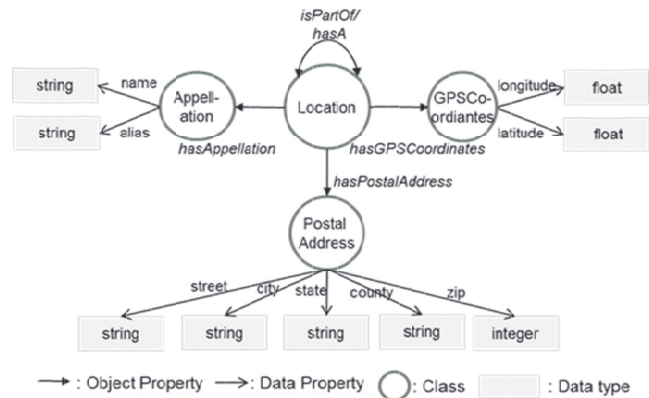 isPartOf/
hasA
string
name
Appell-
ation
Location
GPSCo-
ordiantes
longitude
float
string
alias
latitude
float
hasAppellation
hasGPSCoordinates
hasPostalAddress
Postal
Address
street
city
state
county
zip
string
string
string
string
integer
: Object Property
: Data Property
: Class
: Data type